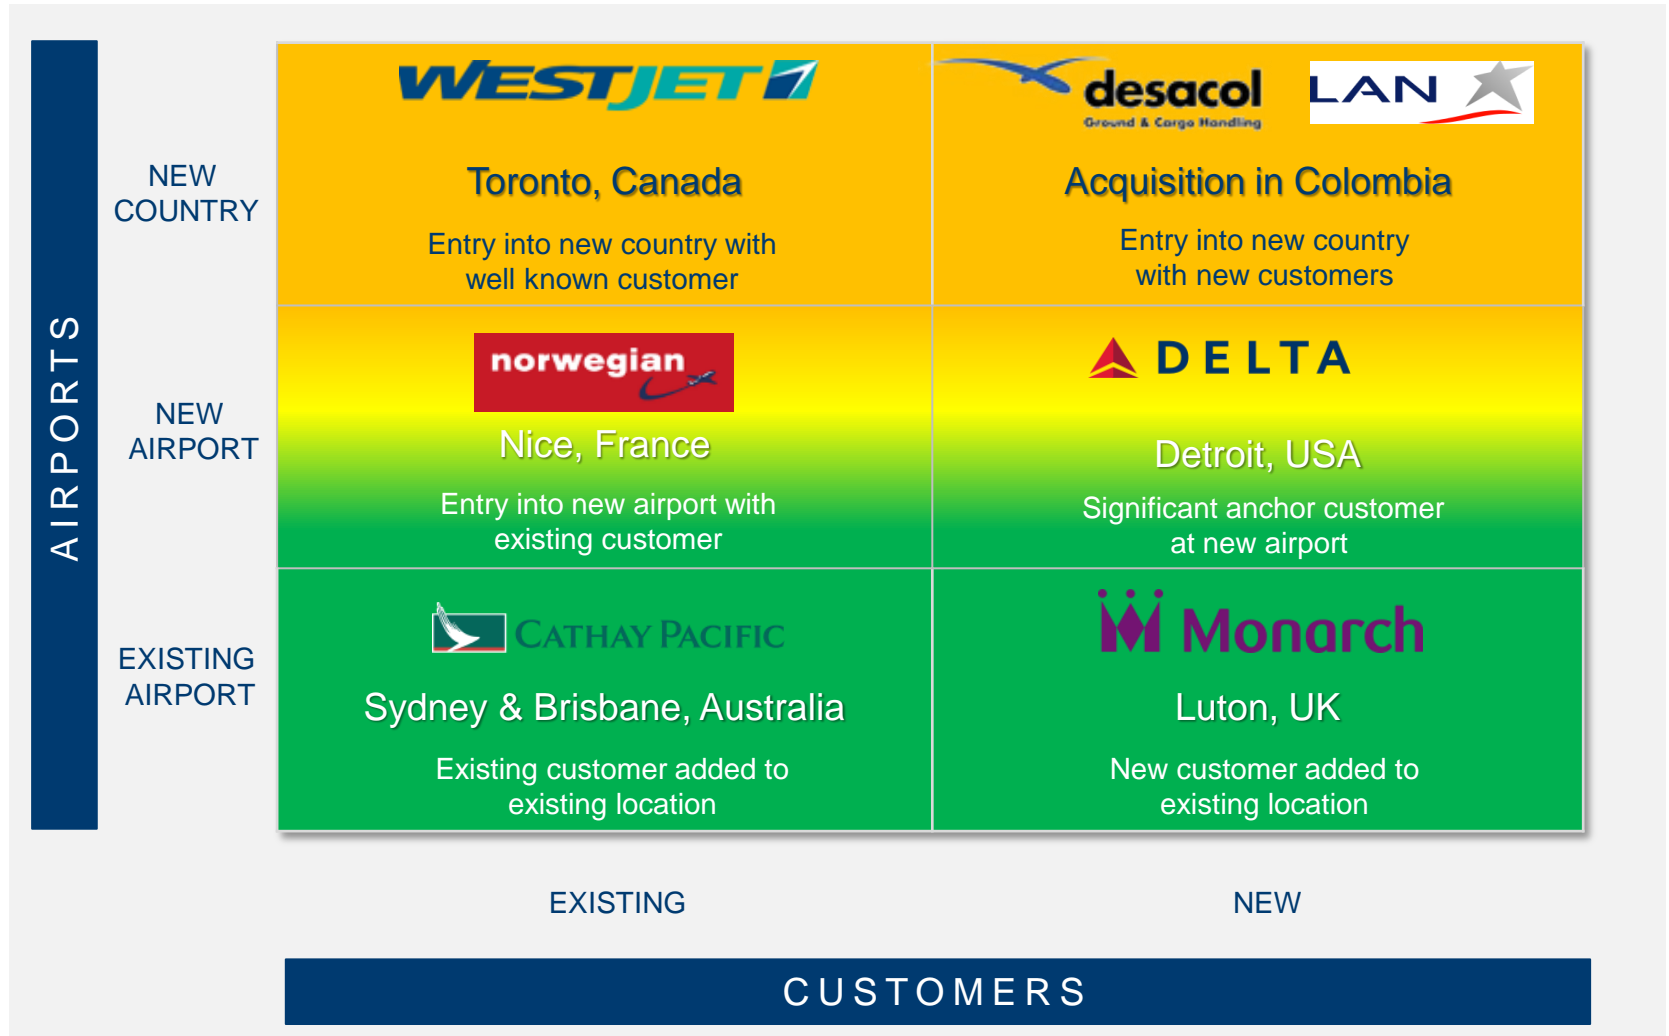 AIRPORTS
NEW
COUNTRY
WESTJET
Toronto, Canada
Entry into new country with
well known customer
desacol
Ground & Cargo Handling
LAN
Acquisition in Colombia
Entry into new country
with new customers
NEW
AIRPORT
norwegian
Nice, France
Entry into new airport with
existing customer
DELTA
Detroit, USA
Significant anchor customer
at new airport
EXISTING
AIRPORT
CATHAY PACIFIC
Sydney & Brisbane, Australia
Existing customer added to
existing location
Monarch
Luton, UK
New customer added to
existing location
EXISTING
NEW
CUSTOMERS